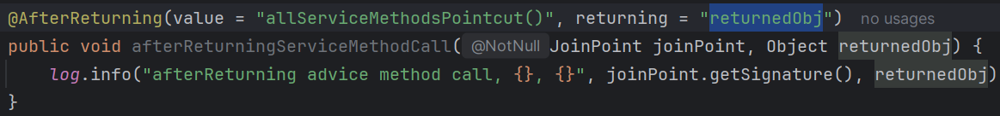 @AfterReturning(value = "allServiceMethodsPointcut()", returning = "returnedObj") no usages
public void afterReturningServiceMethodCall( @NotNull JoinPoint joinPoint, Object returnedObj) {
log.info("afterReturning advice method call, {}, {}", joinPoint.getSignature(), returnedObj)
}